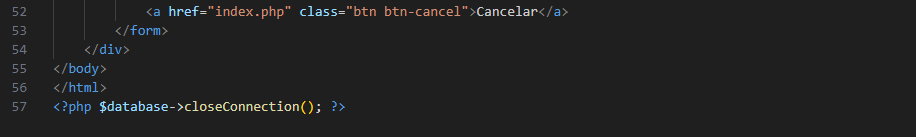 52 <a href="index.php" class="btn btn-cancel">Cancelar</a>
53 </form>
54 </div>
55 </body>
56 </html>
57 <?php $database->closeConnection(); ?>